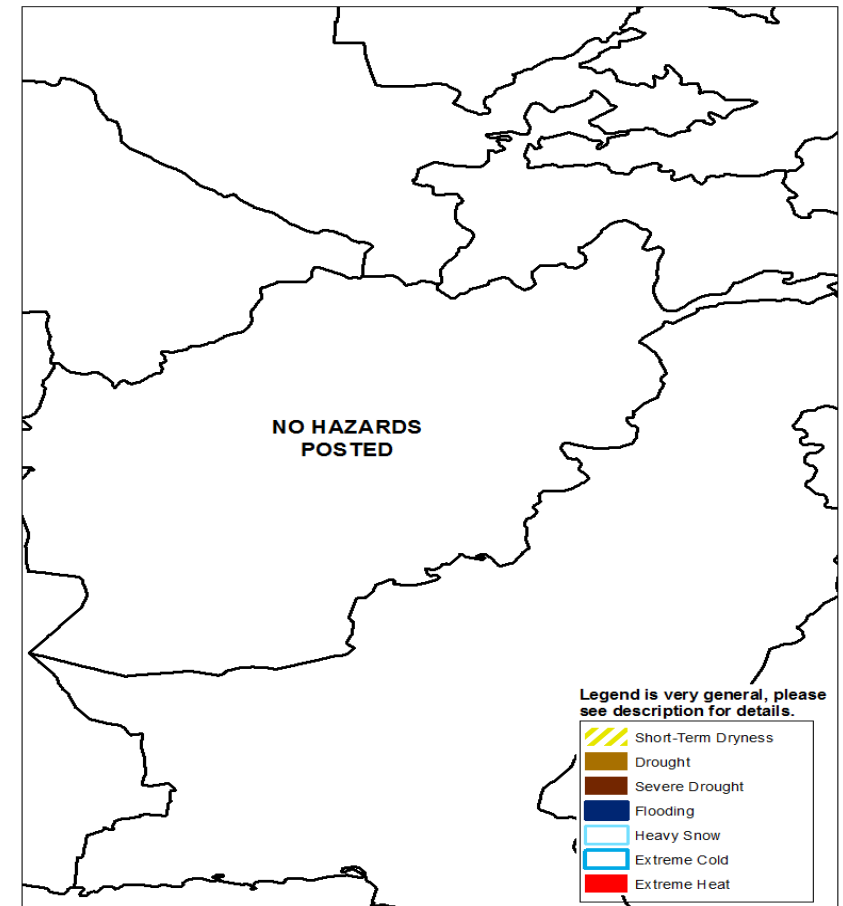 NO HAZARDS
POSTED
Legend is very general, please
see description for details.
Short-Term Dryness
Drought
Severe Drought
Flooding
Heavy Snow
Extreme Cold
Extreme Heat